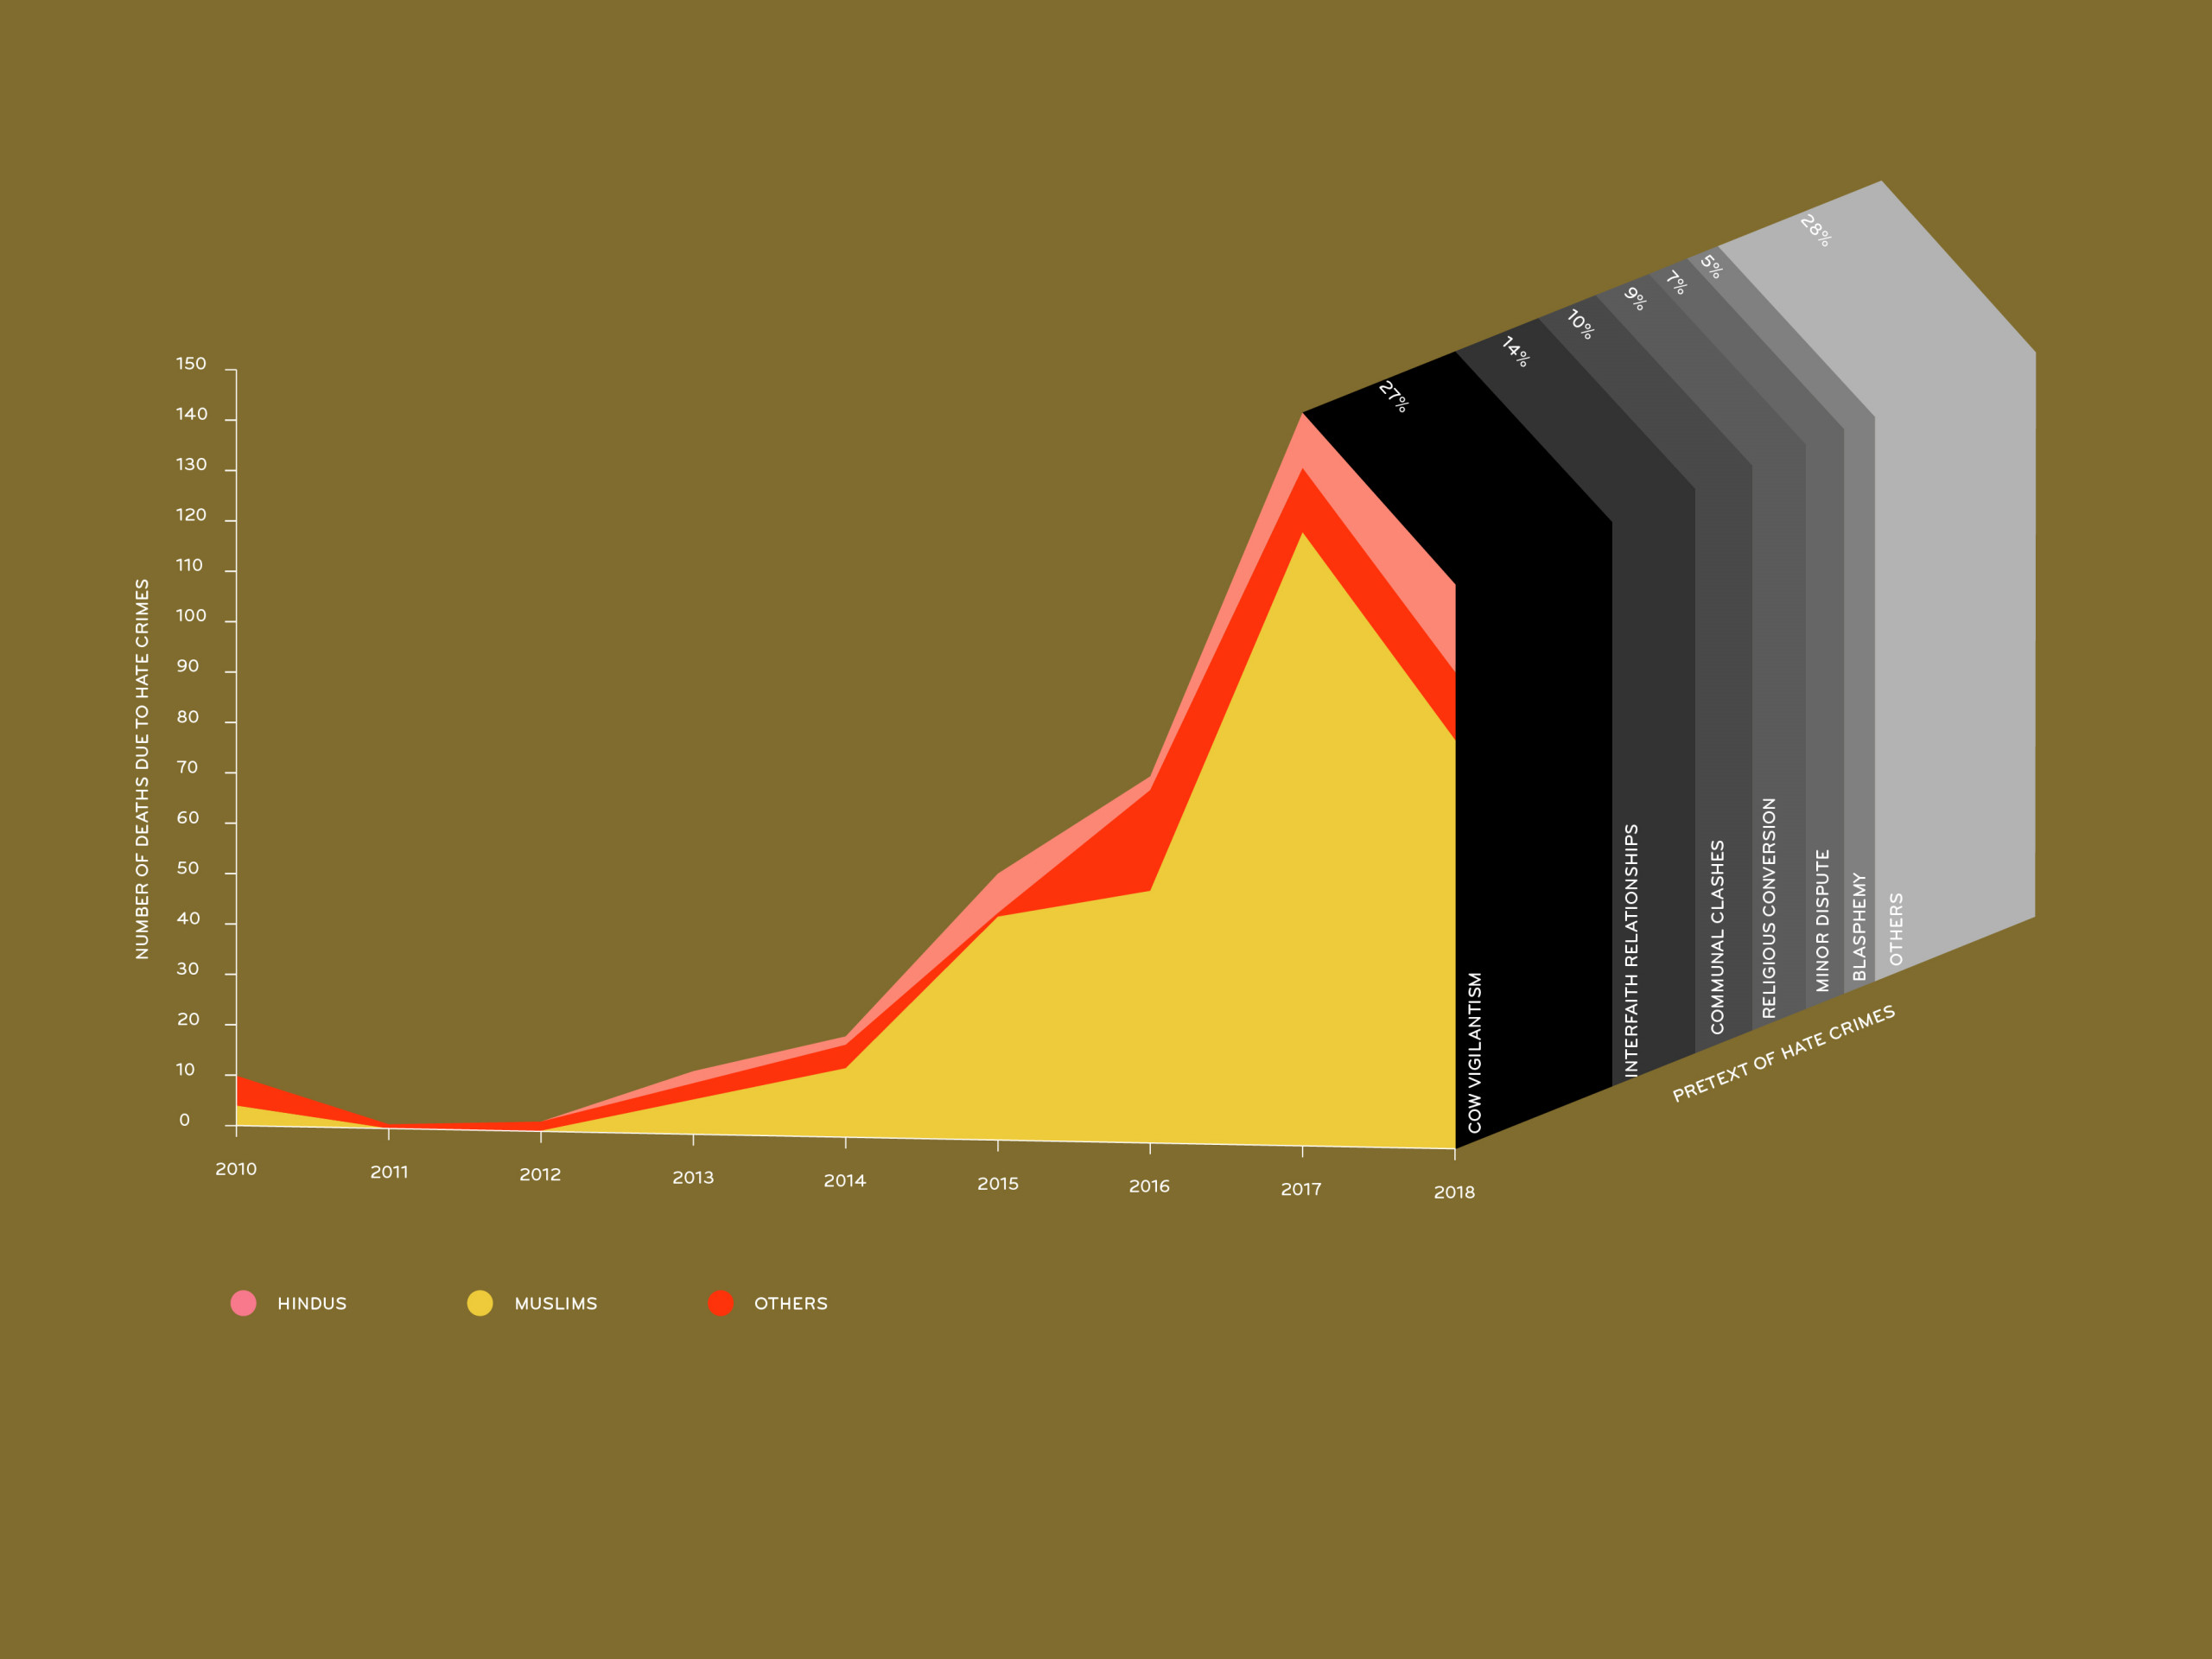 28%
5%
7%
9%
10%
14%
27%
150
140
130
120
110
100
90
80
70
60
50
40
30
20
10
0
NUMBER OF DEATHS DUE TO HATE CRIMES
2010
2011
2012
2013
2014
2015
2016
2017
2018
COW VIGILANTISM
INTERFAITH RELATIONSHIPS
COMMUNAL CLASHES
RELIGIOUS CONVERSION
MINOR DISPUTE
BLASPHEMY
OTHERS
PRETEXT OF HATE CRIMES
HINDUS
MUSLIMS
OTHERS